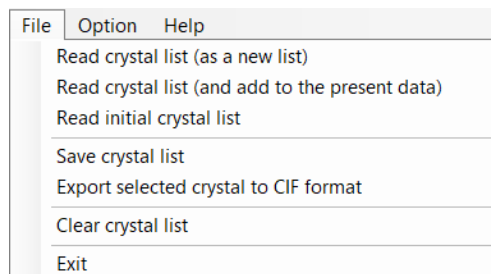 File Option Help
Read crystal list (as a new list)
Read crystal list (and add to the present data)
Read initial crystal list
Save crystal list
Export selected crystal to CIF format
Clear crystal list
Exit